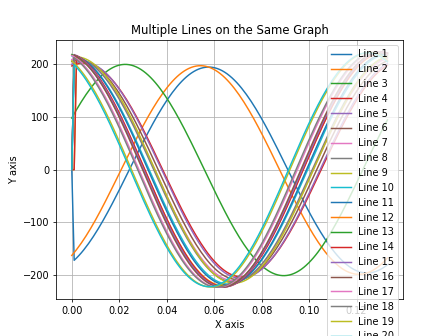 Multiple Lines on the Same Graph
Y axis
200
100
0
−100
−200
0.00
0.02
0.04
0.06
0.08
0.10
X axis
Line 1
Line 2
Line 3
Line 4
Line 5
Line 6
Line 7
Line 8
Line 9
Line 10
Line 11
Line 12
Line 13
Line 14
Line 15
Line 16
Line 17
Line 18
Line 19
Line 20